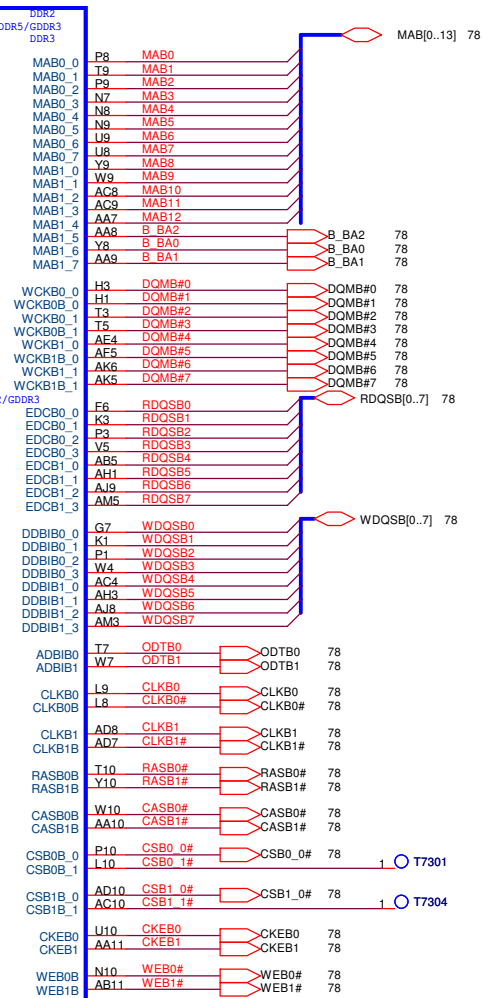 DDR2
DDR5/GDDR3
DDR3
MAB[0..13] 78
MAB0_0 P8 MAB0
MAB0_1 T9 MAB1
MAB0_2 P9 MAB2
MAB0_3 N7 MAB3
MAB0_4 N8 MAB4
MAB0_5 N9 MAB5
MAB0_6 U9 MAB6
MAB0_7 U8 MAB7
MAB1_0 Y9 MAB8
MAB1_1 W9 MAB9
MAB1_2 AC8 MAB10
MAB1_3 AC9 MAB11
MAB1_4 AA7 MAB12
MAB1_5 AA8 B_BA2 B_BA2 78
MAB1_6 Y8 B_BA0 B_BA0 78
MAB1_7 AA9 B_BA1 B_BA1 78
WCKB0_0 H3 DQMB#0 DQMB#0 78
WCKB0B_0 H1 DQMB#1 DQMB#1 78
WCKB0_1 T3 DQMB#2 DQMB#2 78
WCKB0B_1 T5 DQMB#3 DQMB#3 78
WCKB1_0 AE4 DQMB#4 DQMB#4 78
WCKB1B_0 AF5 DQMB#5 DQMB#5 78
WCKB1_1 AK6 DQMB#6 DQMB#6 78
WCKB1B_1 AK5 DQMB#7 DQMB#7 78
2/GDDR3
RDQSB[0..7] 78
EDCB0_0 F6 RDQSB0
EDCB0_1 K3 RDQSB1
EDCB0_2 P3 RDQSB2
EDCB0_3 V5 RDQSB3
EDCB1_0 AB5 RDQSB4
EDCB1_1 AH1 RDQSB5
EDCB1_2 AJ9 RDQSB6
EDCB1_3 AM5 RDQSB7
WDQSB[0..7] 78
DDBIB0_0 G7 WDQSB0
DDBIB0_1 K1 WDQSB1
DDBIB0_2 P1 WDQSB2
DDBIB0_3 W4 WDQSB3
DDBIB1_0 AC4 WDQSB4
DDBIB1_1 AH3 WDQSB5
DDBIB1_2 AJ8 WDQSB6
DDBIB1_3 AM3 WDQSB7
ADBIB0 T7 ODTB0 ODTB0 78
ADBIB1 W7 ODTB1 ODTB1 78
CLKB0 L9 CLKB0 CLKB0 78
CLKB0B L8 CLKB0# CLKB0# 78
CLKB1 AD8 CLKB1 CLKB1 78
CLKB1B AD7 CLKB1# CLKB1# 78
RASB0B T10 RASB0# RASB0# 78
RASB1B Y10 RASB1# RASB1# 78
CASB0B W10 CASB0# CASB0# 78
CASB1B AA10 CASB1# CASB1# 78
CSB0B_0 P10 CSB0_0# CSB0_0# 78
CSB0B_1 L10 CSB0_1# 1 T7301
CSB1B_0 AD10 CSB1_0# CSB1_0# 78
CSB1B_1 AC10 CSB1_1# 1 T7304
CKEB0 U10 CKEB0 CKEB0 78
CKEB1 AA11 CKEB1 CKEB1 78
WEB0B N10 WEB0# WEB0# 78
WEB1B AB11 WEB1# WEB1# 78